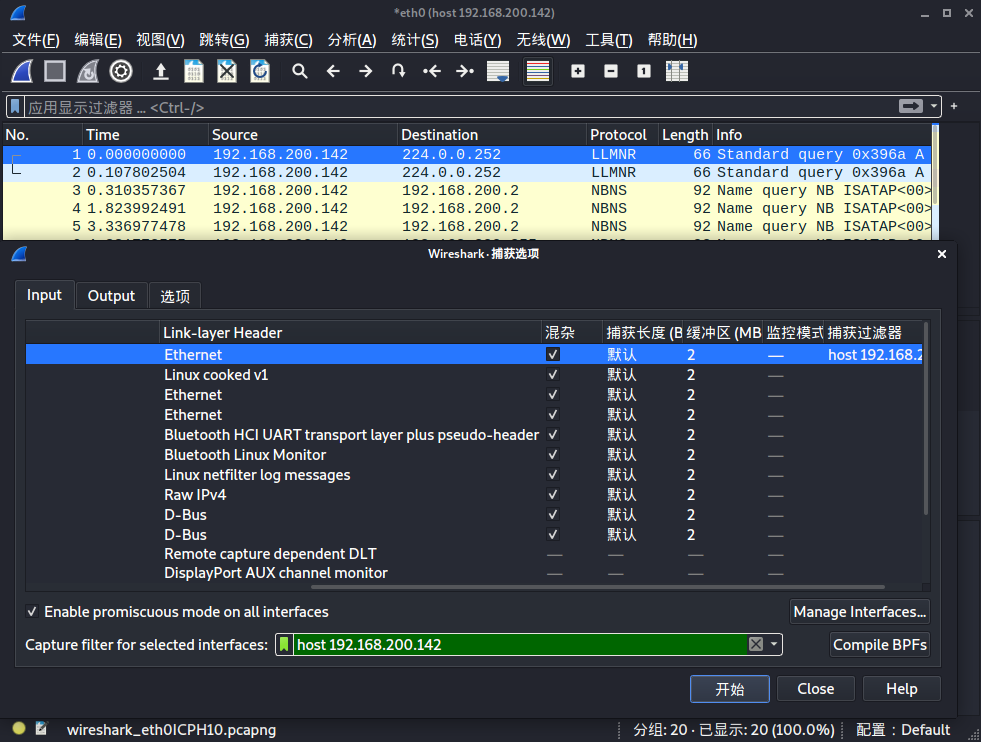 *eth0 (host 192.168.200.142)
文件(F) 编辑(E) 视图(V) 跳转(G) 捕获(C) 分析(A) 统计(S) 电话(Y) 无线(W) 工具(T) 帮助(H)
应用显示过滤器 … <Ctrl-/>
No. Time Source Destination Protocol Length Info
1 0.000000000 192.168.200.142 224.0.0.252 LLMNR 66 Standard query 0x396a A
2 0.107802504 192.168.200.142 224.0.0.252 LLMNR 66 Standard query 0x396a A
3 0.310357367 192.168.200.142 192.168.200.2 NBNS 92 Name query NB ISATAP<00>
4 1.823992491 192.168.200.142 192.168.200.2 NBNS 92 Name query NB ISATAP<00>
5 3.336977478 192.168.200.142 192.168.200.2 NBNS 92 Name query NB ISATAP<00>
Wireshark·捕获选项
Input Output 选项
Link-layer Header 混杂 捕获长度 (B 缓冲区 (MB 监控模式 捕获过滤器
Ethernet ✓ 默认 2 — host 192.168.2
Linux cooked v1 ✓ 默认 2 —
Ethernet ✓ 默认 2 —
Ethernet ✓ 默认 2 —
Bluetooth HCI UART transport layer plus pseudo-header ✓ 默认 2 —
Bluetooth Linux Monitor ✓ 默认 2 —
Linux netfilter log messages ✓ 默认 2 —
Raw IPv4 ✓ 默认 2 —
D-Bus ✓ 默认 2 —
D-Bus ✓ 默认 2 —
Remote capture dependent DLT — — — —
DisplayPort AUX channel monitor — — — —
✓ Enable promiscuous mode on all interfaces Manage Interfaces…
Capture filter for selected interfaces: host 192.168.200.142 Compile BPFs
开始 Close Help
wireshark_eth0ICPH10.pcapng 分组: 20 · 已显示: 20 (100.0%) 配置：Default